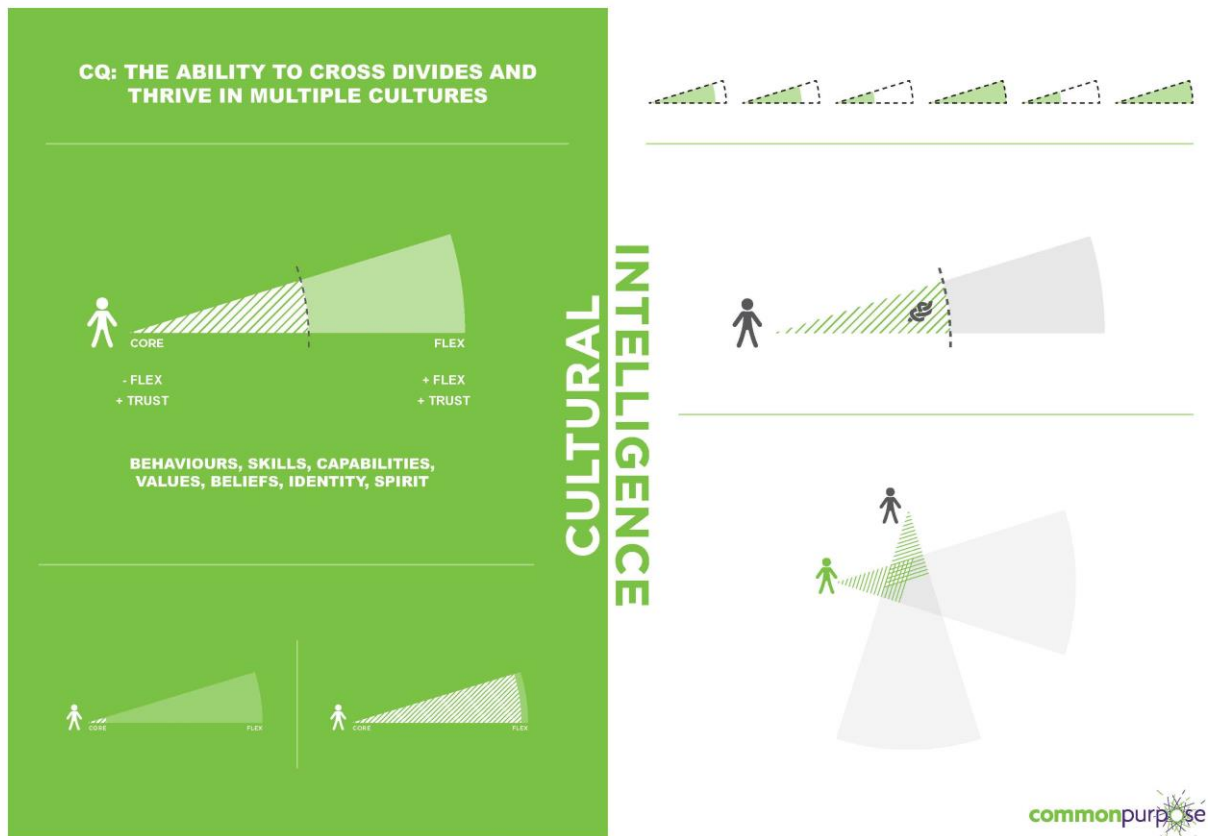 CQ: THE ABILITY TO CROSS DIVIDES AND
THRIVE IN MULTIPLE CULTURES
CORE
FLEX
- FLEX
+ FLEX
+ TRUST
+ TRUST
BEHAVIOURS, SKILLS, CAPABILITIES,
VALUES, BELIEFS, IDENTITY, SPIRIT
CORE
FLEX
CORE
FLEX
CULTURAL
INTELLIGENCE
commonpurpose